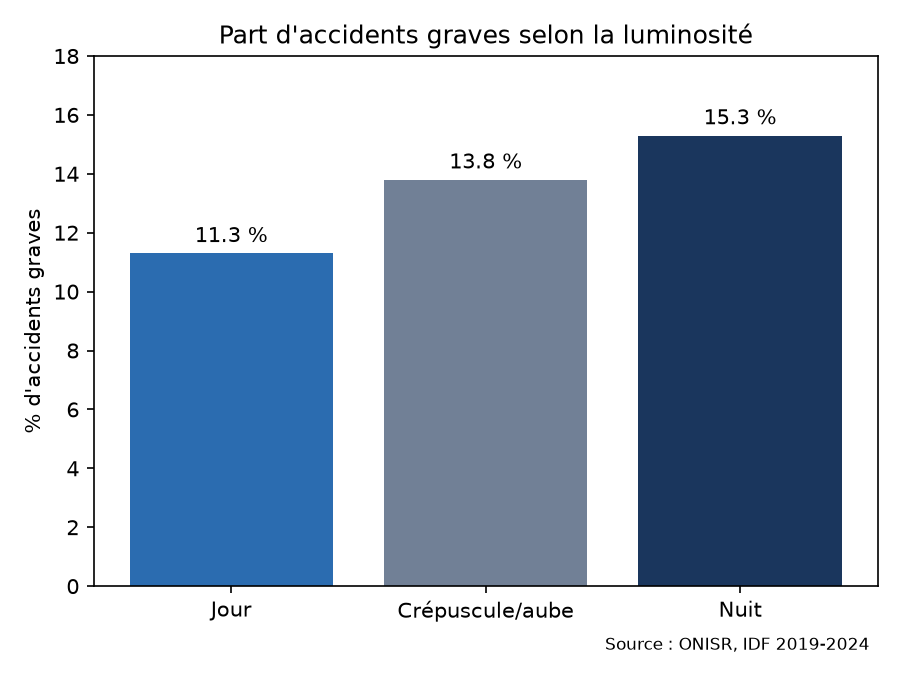 Part d'accidents graves selon la luminosité
% d'accidents graves
18
16
14
12
10
8
6
4
2
0
11.3 %
13.8 %
15.3 %
Jour
Crépuscule/aube
Nuit
Source : ONISR, IDF 2019-2024